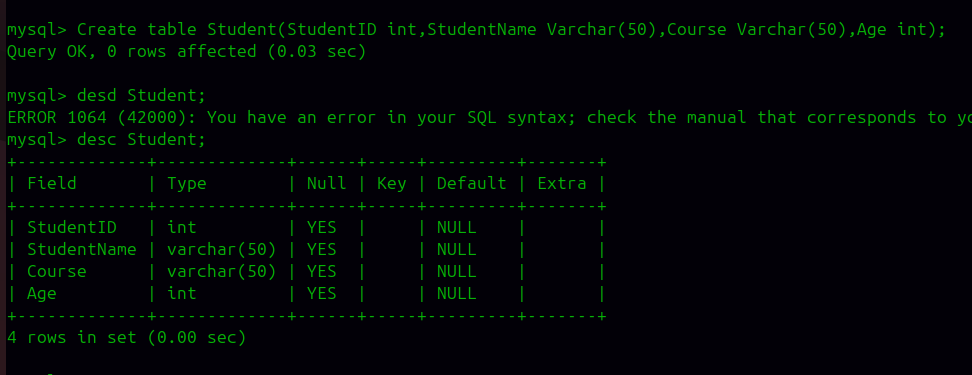 mysql> Create table Student(StudentID int,StudentName Varchar(50),Course Varchar(50),Age int);
Query OK, 0 rows affected (0.03 sec)
mysql> desd Student;
ERROR 1064 (42000): You have an error in your SQL syntax; check the manual that corresponds to
mysql> desc Student;
+-------------+-------------+------+-----+---------+-------+
| Field       | Type        | Null | Key | Default | Extra |
+-------------+-------------+------+-----+---------+-------+
| StudentID   | int         | YES  |     | NULL    |       |
| StudentName | varchar(50) | YES  |     | NULL    |       |
| Course      | varchar(50) | YES  |     | NULL    |       |
| Age         | int         | YES  |     | NULL    |       |
+-------------+-------------+------+-----+---------+-------+
4 rows in set (0.00 sec)